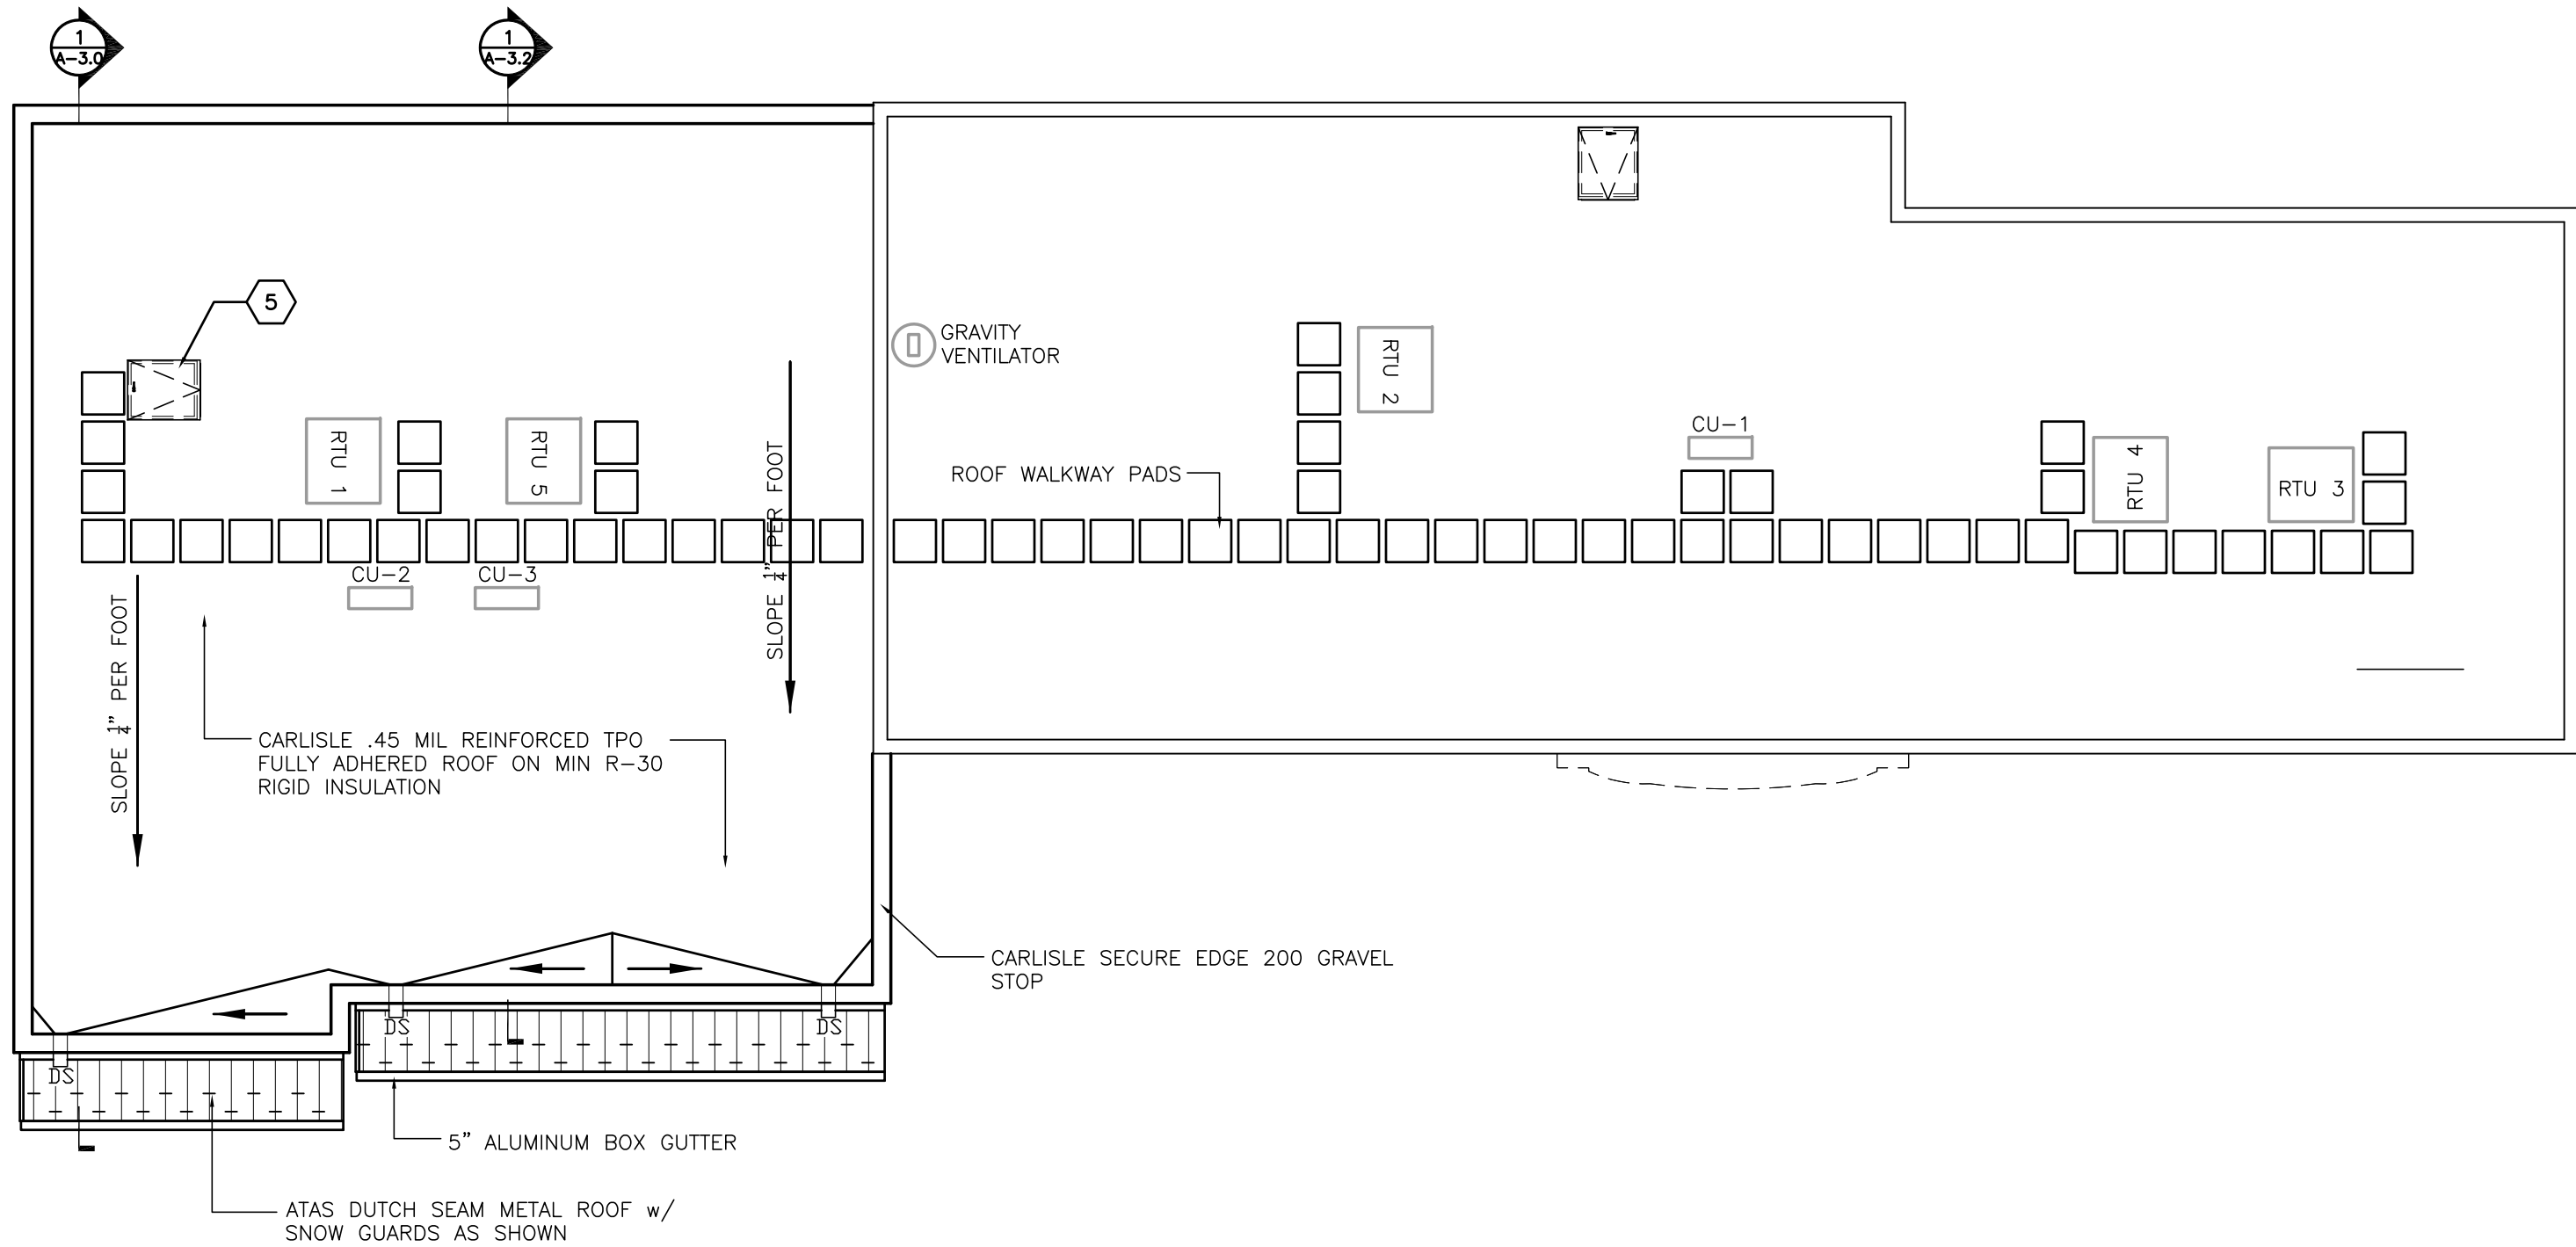 1
A-3.0
1
A-3.2
5
GRAVITY
VENTILATOR
RTU 1
RTU 5
RTU 2
CU-1
RTU 4
RTU 3
ROOF WALKWAY PADS
CU-2
CU-3
SLOPE 1/4" PER FOOT
SLOPE 1/4" PER FOOT
CARLISLE .45 MIL REINFORCED TPO
FULLY ADHERED ROOF ON MIN R-30
RIGID INSULATION
CARLISLE SECURE EDGE 200 GRAVEL
STOP
DS
DS
DS
5" ALUMINUM BOX GUTTER
ATAS DUTCH SEAM METAL ROOF w/
SNOW GUARDS AS SHOWN